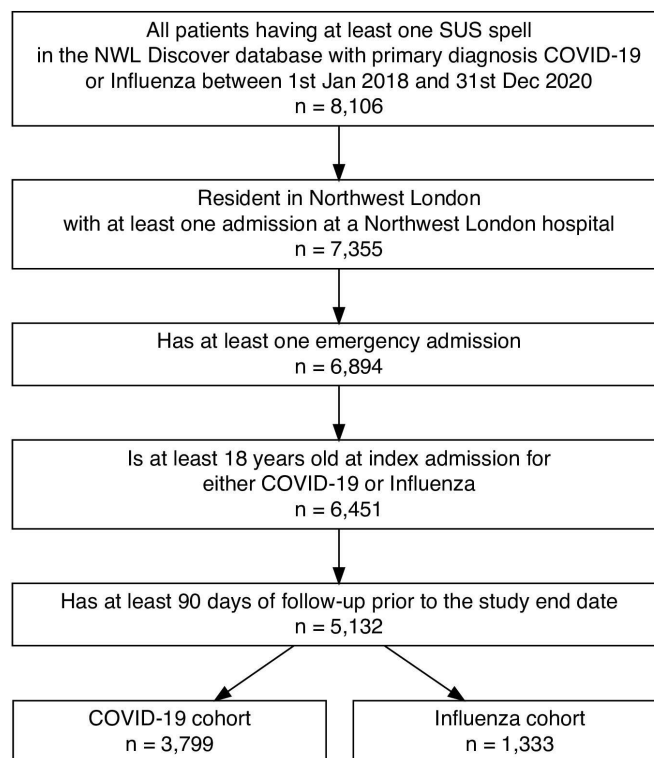 All patients having at least one SUS spell
in the NWL Discover database with primary diagnosis COVID-19
or Influenza between 1st Jan 2018 and 31st Dec 2020
n = 8,106
Resident in Northwest London
with at least one admission at a Northwest London hospital
n = 7,355
Has at least one emergency admission
n = 6,894
Is at least 18 years old at index admission for
either COVID-19 or Influenza
n = 6,451
Has at least 90 days of follow-up prior to the study end date
n = 5,132
COVID-19 cohort
n = 3,799
Influenza cohort
n = 1,333